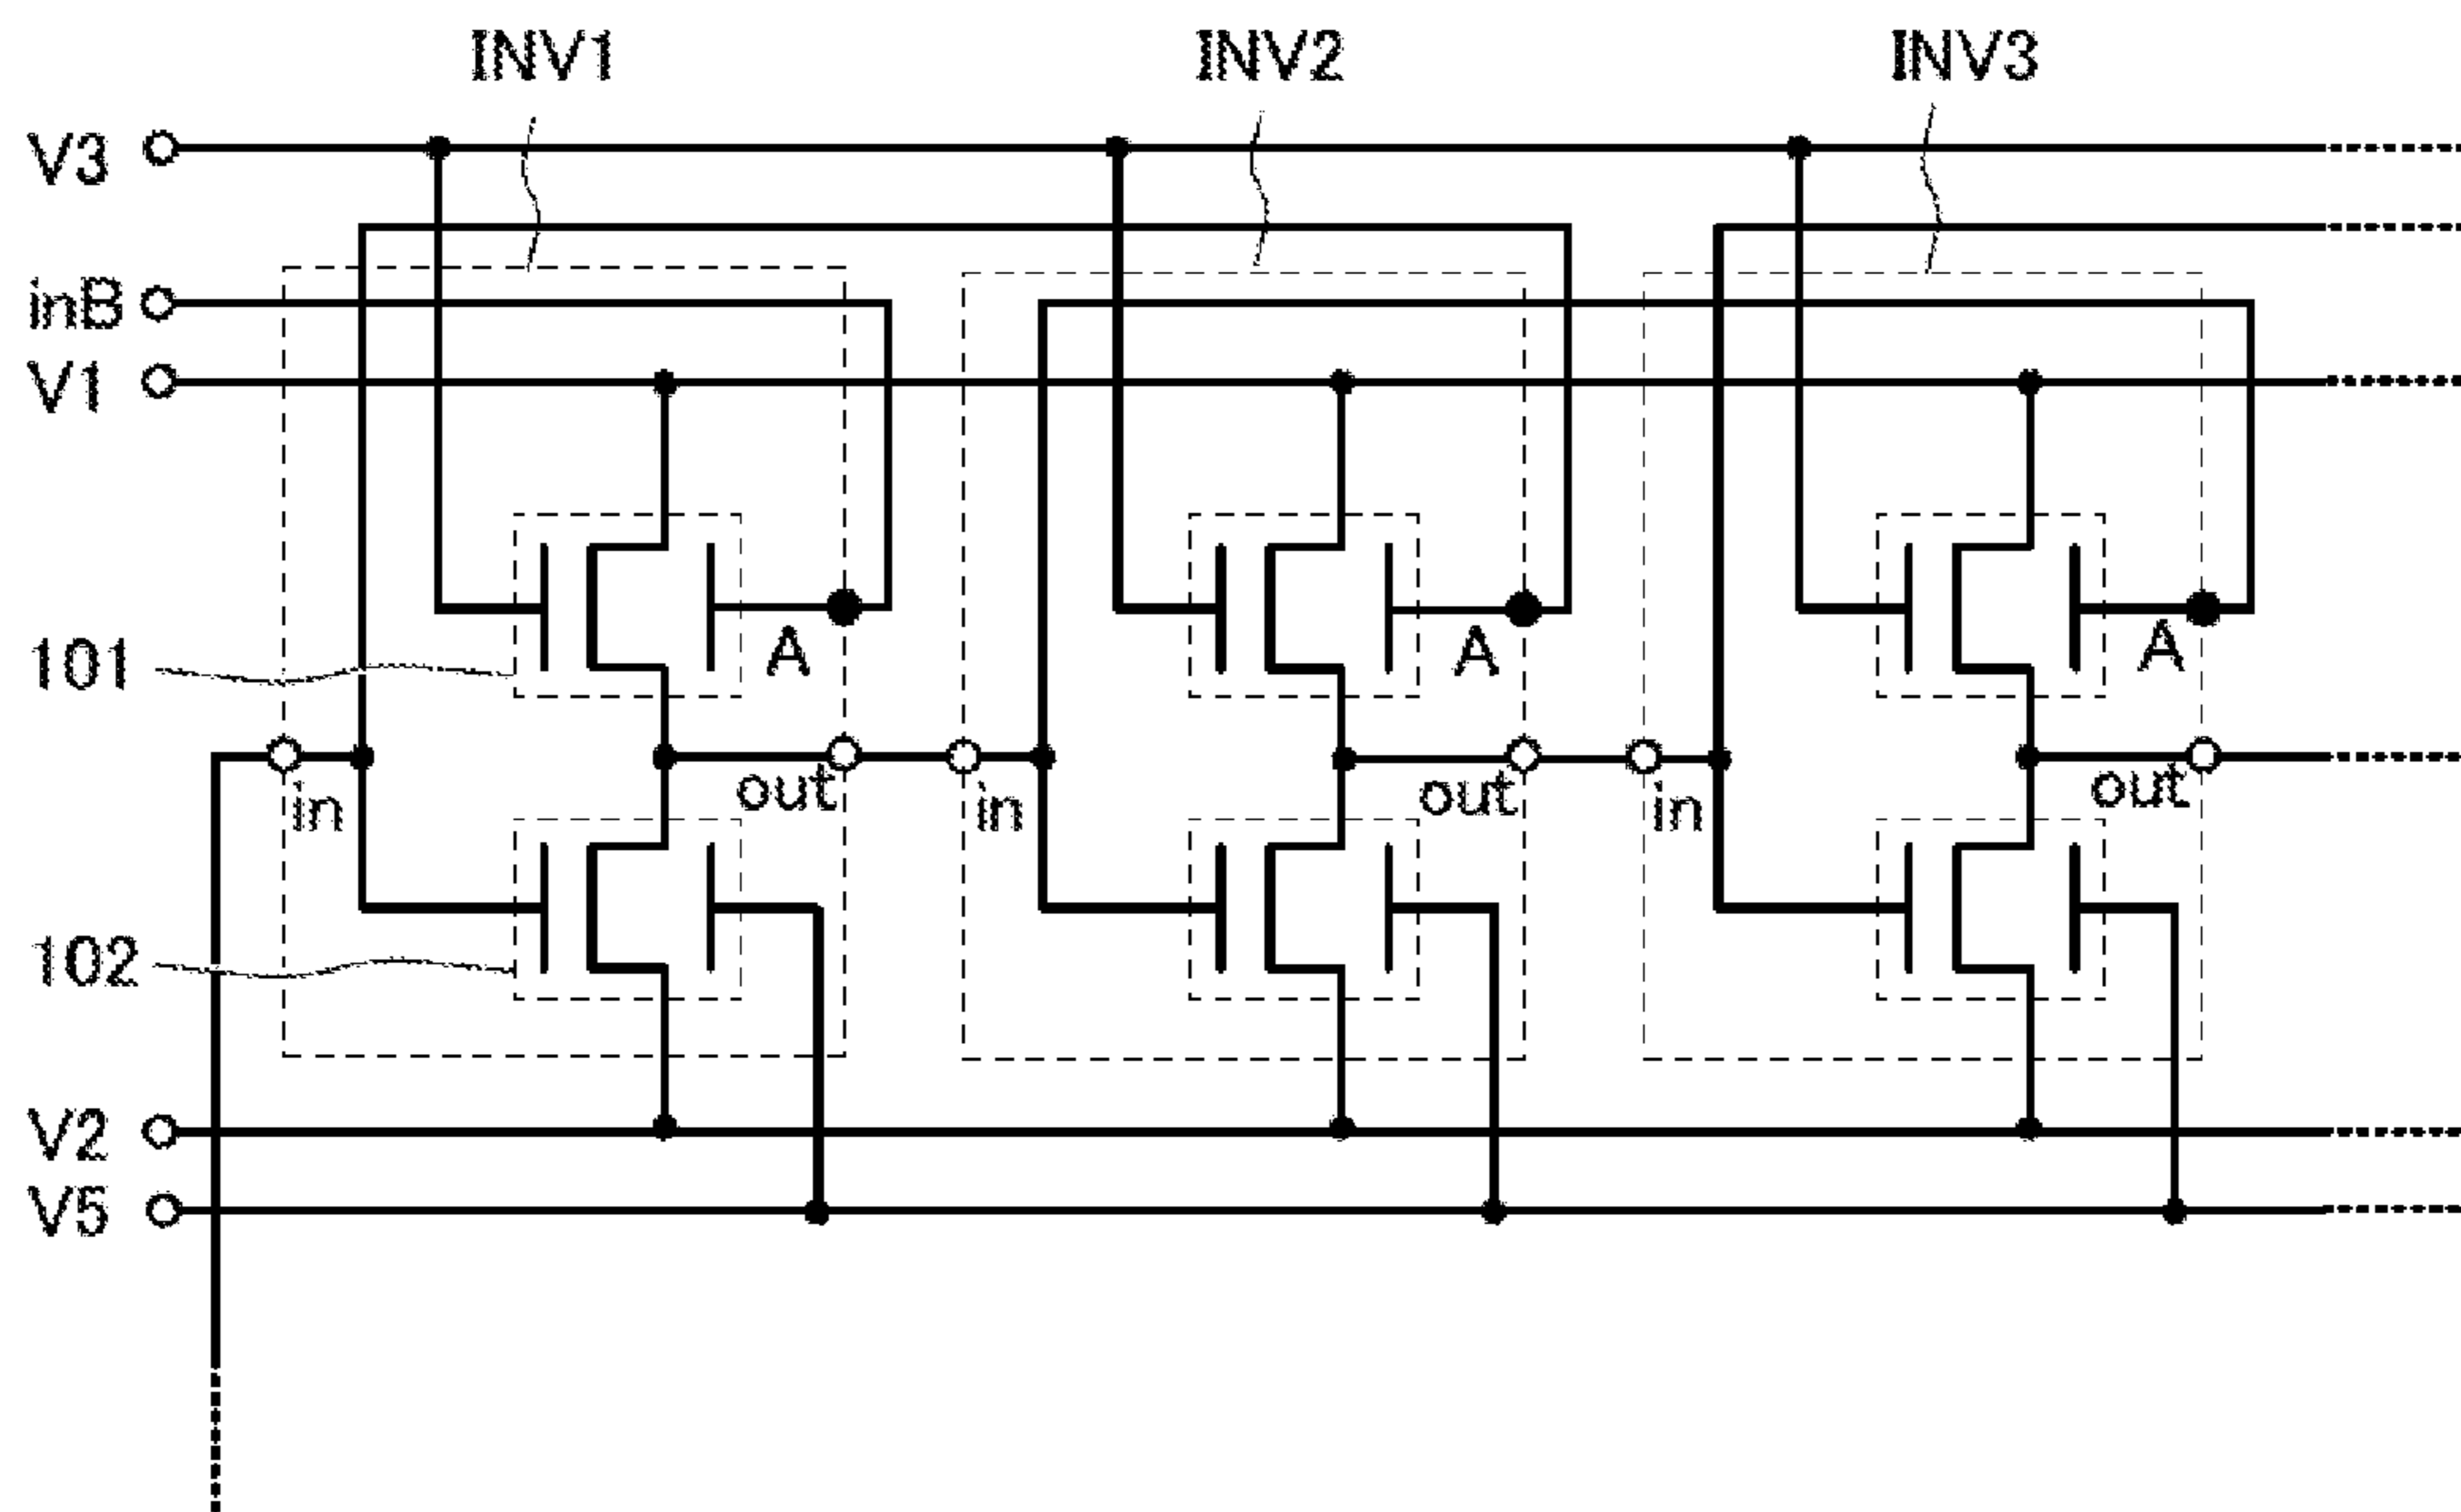 INV1 INV2 INV3
V3
inB
V1
101 A A A
in out in out in out
102
V2
V5